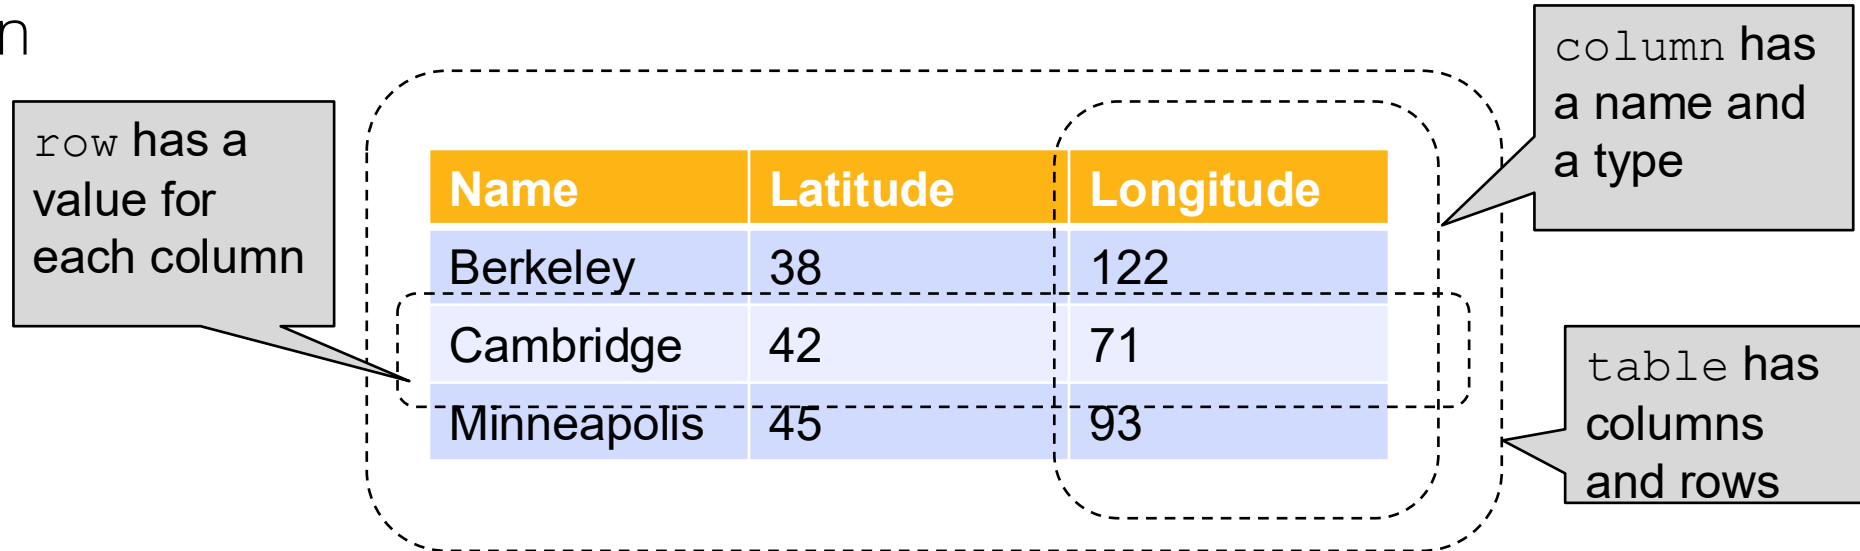 n
row has a
value for
each column
column has
a name and
a type
Name Latitude Longitude
Berkeley 38 122
Cambridge 42 71
Minneapolis 45 93
table has
columns
and rows